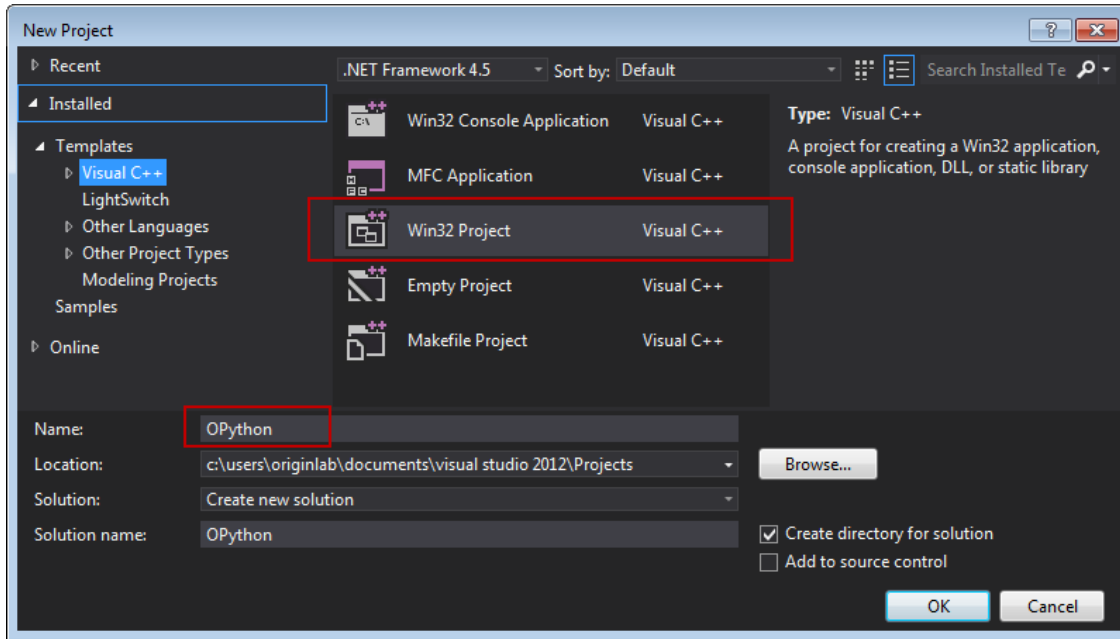 New Project
Recent
Installed
Templates
Visual C++
LightSwitch
Other Languages
Other Project Types
Modeling Projects
Samples
Online
.NET Framework 4.5 Sort by: Default Search Installed Te
C:\ Win32 Console Application Visual C++
MFC Application Visual C++
Win32 Project Visual C++
Empty Project Visual C++
Makefile Project Visual C++
Type: Visual C++
A project for creating a Win32 application,
console application, DLL, or static library
Name: OPython
Location: c:\users\originlab\documents\visual studio 2012\Projects Browse...
Solution: Create new solution
Solution name: OPython
Create directory for solution
Add to source control
OK Cancel